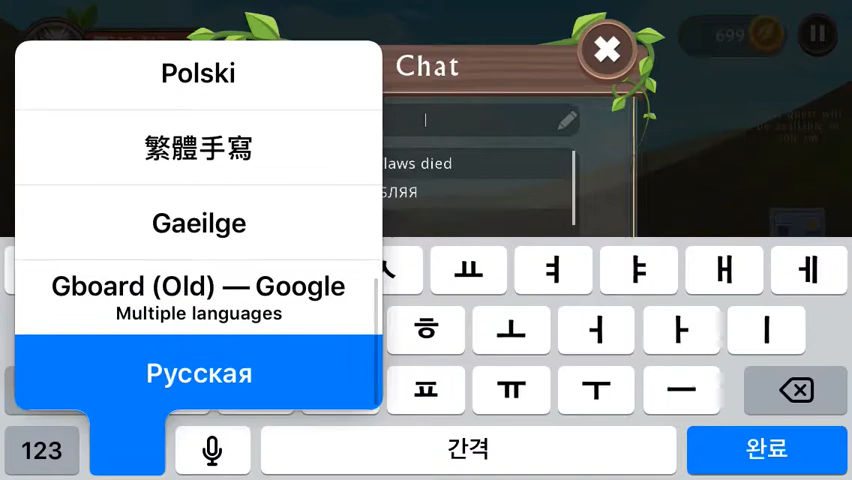 699
Polski
Chat
繁體手寫
laws died
БЛЯЯ
Gaeilge
Gboard (Old) — Google
Multiple languages
Русская
ㅅ ㅛ ㅕ ㅑ ㅐ ㅔ
ㅎ ㅗ ㅓ ㅏ ㅣ
ㅍ ㅠ ㅜ ㅡ
123
간격
완료